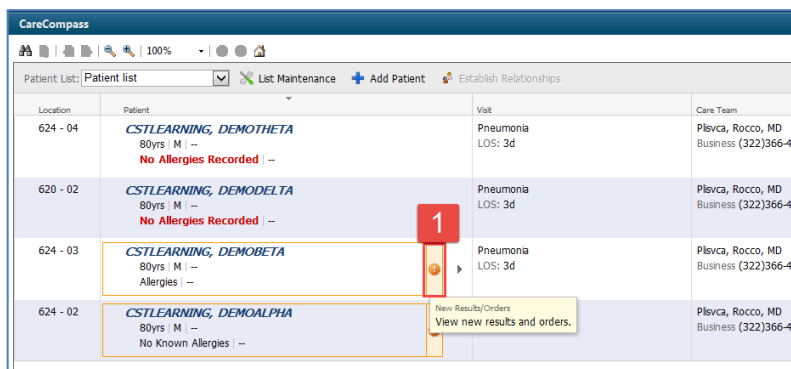 CareCompass
100%
Patient List: Patient list List Maintenance Add Patient Establish Relationships
Location Patient Visit Care Team
624 - 04 CSTLEARNING, DEMOTHETA Pneumonia Plisvca, Rocco, MD
80yrs | M | -- LOS: 3d Business (322)366-4
No Allergies Recorded | --
620 - 02 CSTLEARNING, DEMODELTA Pneumonia Plisvca, Rocco, MD
80yrs | M | -- LOS: 3d Business (322)366-4
No Allergies Recorded | --
1
624 - 03 CSTLEARNING, DEMOBETA Pneumonia Plisvca, Rocco, MD
80yrs | M | -- LOS: 3d Business (322)366-4
Allergies | --
624 - 02 CSTLEARNING, DEMOALPHA Plisvca, Rocco, MD
New Results/Orders
80yrs | M | -- View new results and orders. Business (322)366-4
No Known Allergies | --